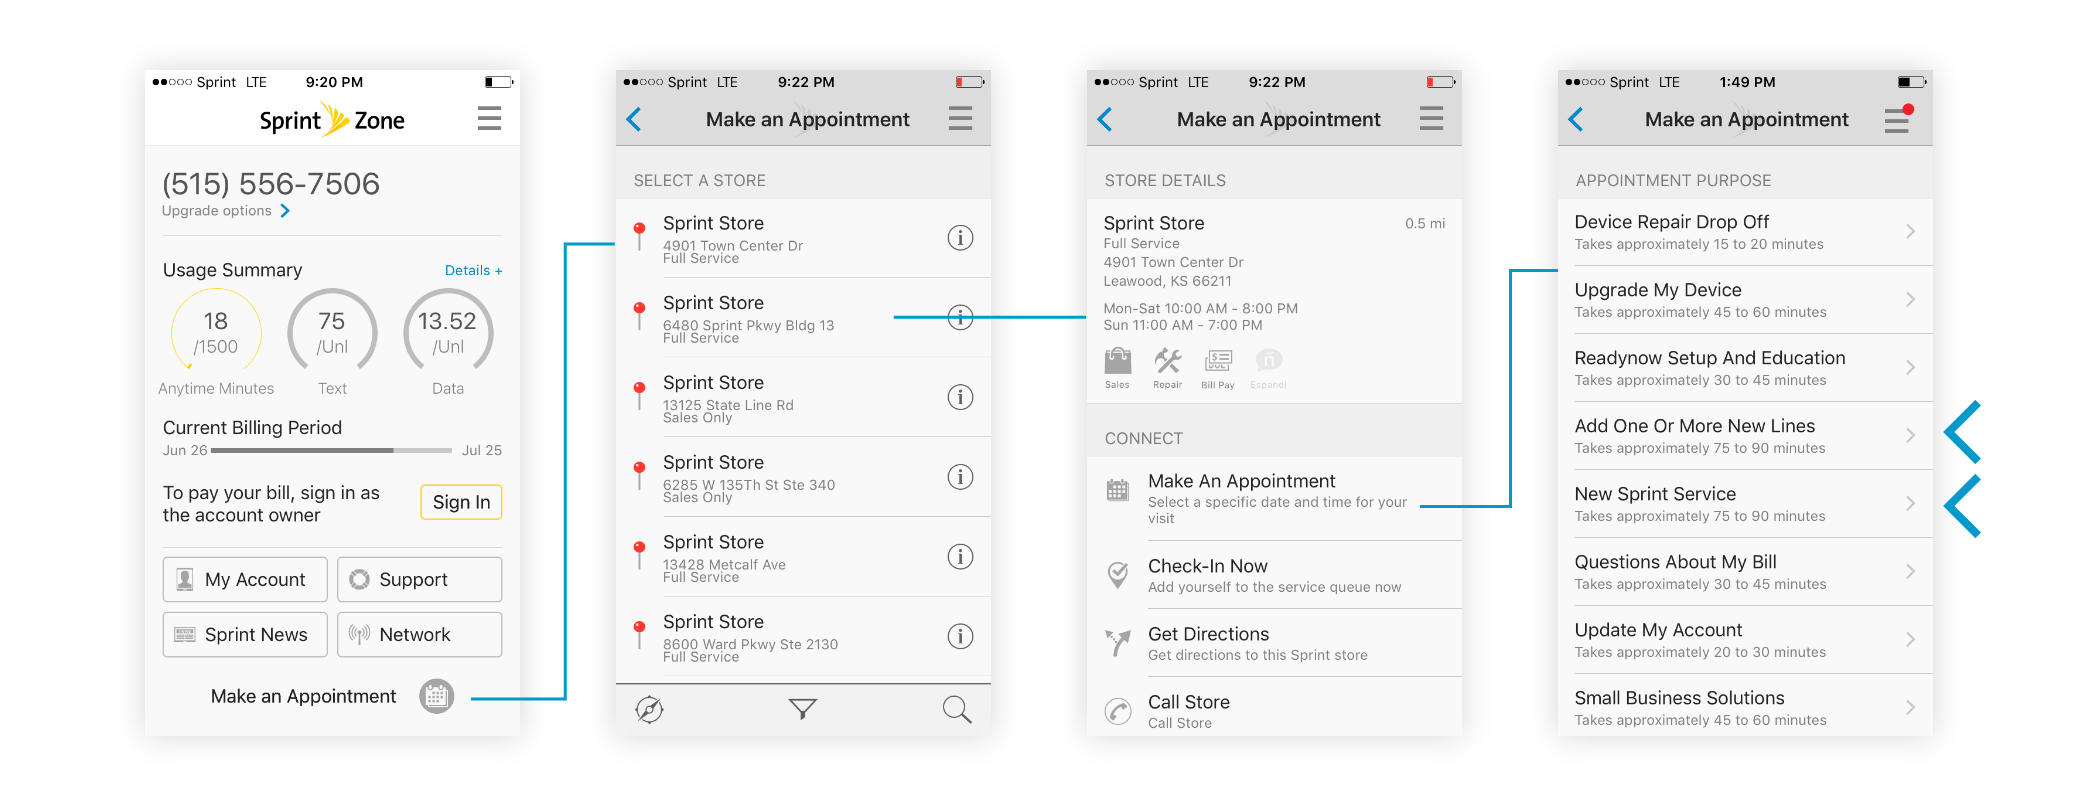 Sprint LTE 9:20 PM
Sprint Zone
(515) 556-7506
Upgrade options
Usage Summary Details +
18 /1500
75 /Unl
13.52 /Unl
Anytime Minutes Text Data
Current Billing Period
Jun 26 Jul 25
To pay your bill, sign in as
the account owner
Sign In
My Account Support
Sprint News Network
Make an Appointment
Sprint LTE 9:22 PM
Make an Appointment
SELECT A STORE
Sprint Store
4901 Town Center Dr
Full Service
Sprint Store
6480 Sprint Pkwy Bldg 13
Full Service
Sprint Store
13125 State Line Rd
Sales Only
Sprint Store
6285 W 135Th St Ste 340
Sales Only
Sprint Store
13428 Metcalf Ave
Full Service
Sprint Store
8600 Ward Pkwy Ste 2130
Full Service
Sprint LTE 9:22 PM
Make an Appointment
STORE DETAILS
Sprint Store 0.5 mi
Full Service
4901 Town Center Dr
Leawood, KS 66211
Mon-Sat 10:00 AM - 8:00 PM
Sun 11:00 AM - 7:00 PM
Sales Repair Bill Pay Espanol
CONNECT
Make An Appointment
Select a specific date and time for your
visit
Check-In Now
Add yourself to the service queue now
Get Directions
Get directions to this Sprint store
Call Store
Call Store
Sprint LTE 1:49 PM
Make an Appointment
APPOINTMENT PURPOSE
Device Repair Drop Off
Takes approximately 15 to 20 minutes
Upgrade My Device
Takes approximately 45 to 60 minutes
Readynow Setup And Education
Takes approximately 30 to 45 minutes
Add One Or More New Lines
Takes approximately 75 to 90 minutes
New Sprint Service
Takes approximately 75 to 90 minutes
Questions About My Bill
Takes approximately 30 to 45 minutes
Update My Account
Takes approximately 20 to 30 minutes
Small Business Solutions
Takes approximately 45 to 60 minutes